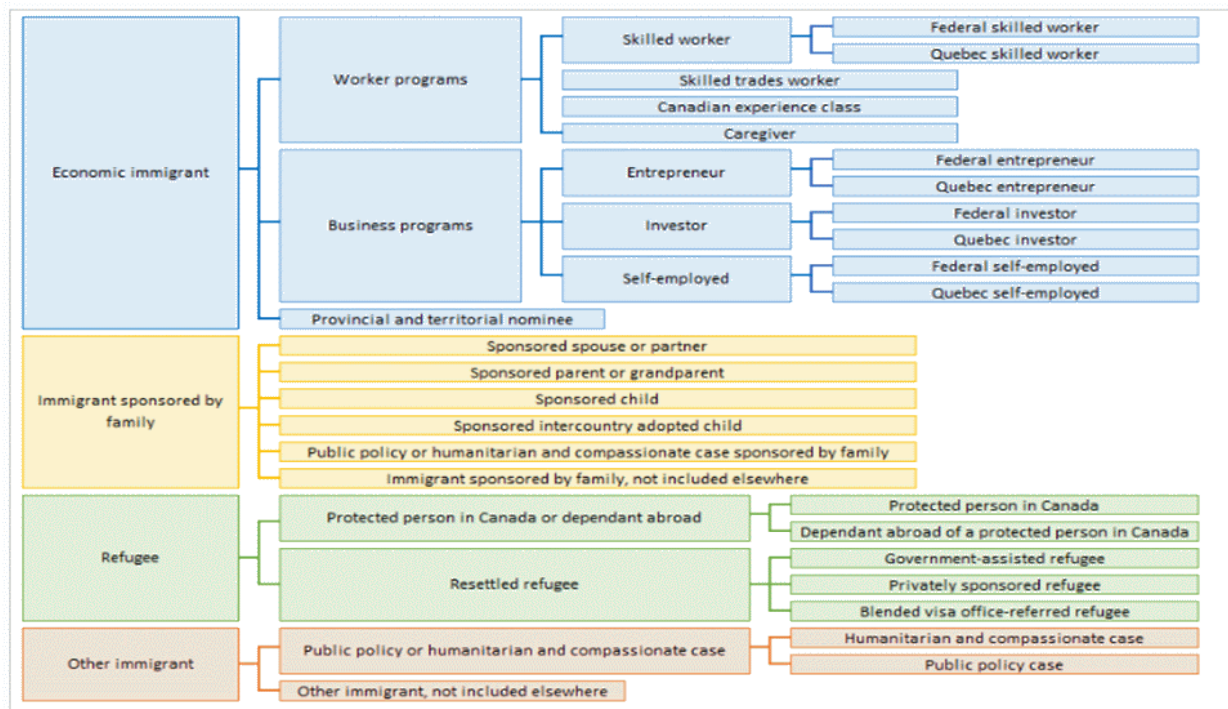 Economic immigrant
Worker programs
Skilled worker
Federal skilled worker
Quebec skilled worker
Skilled trades worker
Canadian experience class
Caregiver
Business programs
Entrepreneur
Federal entrepreneur
Quebec entrepreneur
Investor
Federal investor
Quebec investor
Self-employed
Federal self-employed
Quebec self-employed
Provincial and territorial nominee
Immigrant sponsored by
family
Sponsored spouse or partner
Sponsored parent or grandparent
Sponsored child
Sponsored intercountry adopted child
Public policy or humanitarian and compassionate case sponsored by family
Immigrant sponsored by family, not included elsewhere
Refugee
Protected person in Canada or dependant abroad
Protected person in Canada
Dependant abroad of a protected person in Canada
Resettled refugee
Government-assisted refugee
Privately sponsored refugee
Blended visa office-referred refugee
Other immigrant
Public policy or humanitarian and compassionate case
Humanitarian and compassionate case
Public policy case
Other immigrant, not included elsewhere